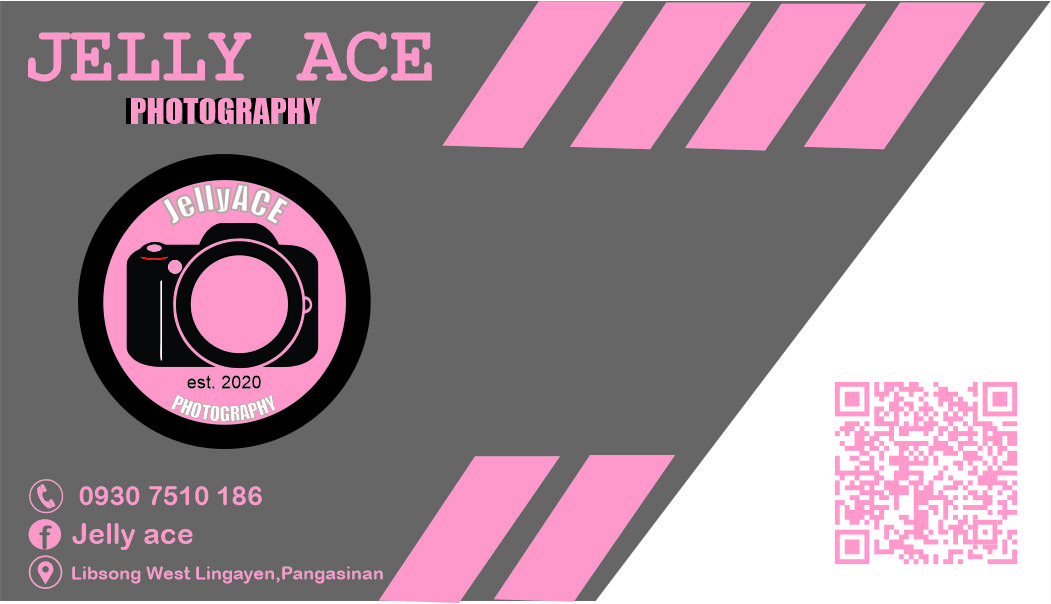 JELLY ACE
PHOTOGRAPHY
JellyACE
est. 2020
PHOTOGRAPHY
0930 7510 186
Jelly ace
Libsong West Lingayen,Pangasinan